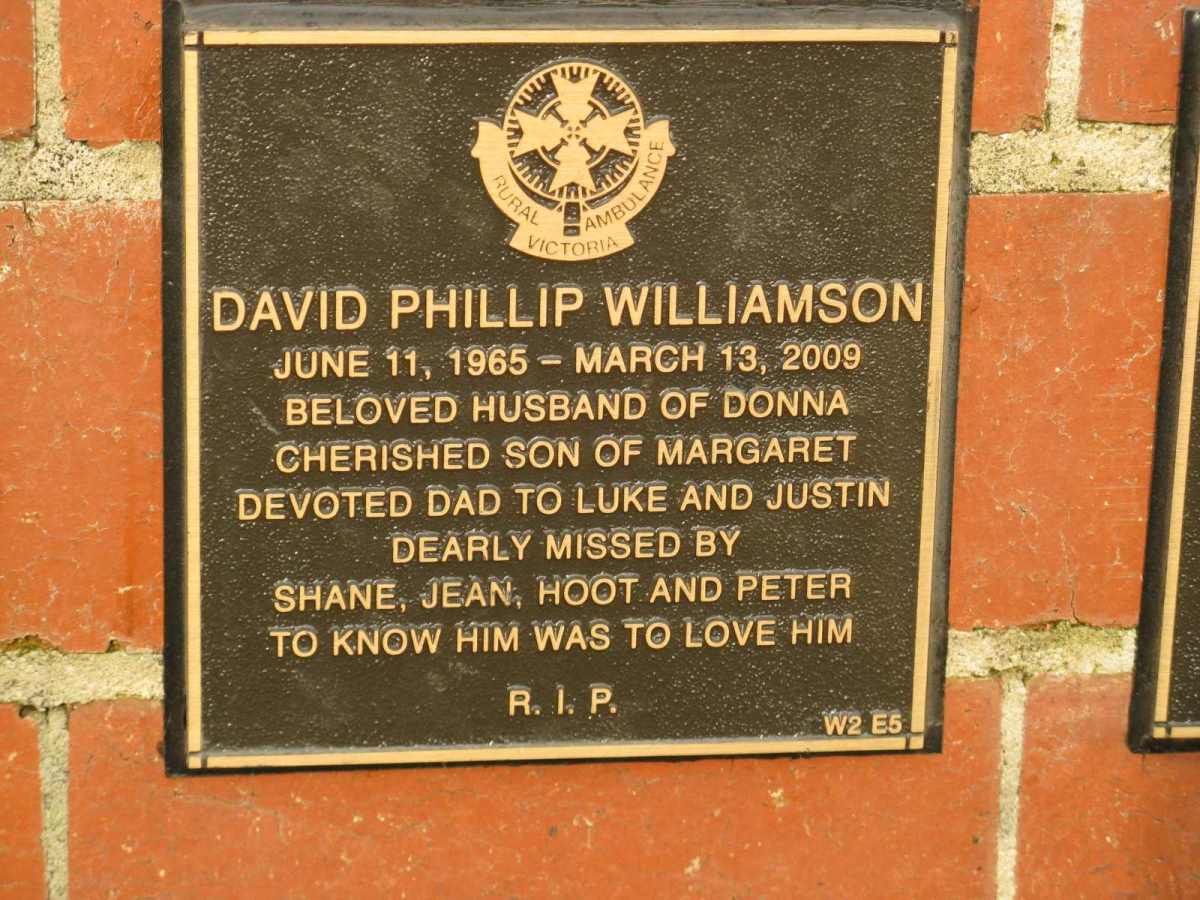 RURAL AMBULANCE
VICTORIA
DAVID PHILLIP WILLIAMSON
JUNE 11, 1965 – MARCH 13, 2009
BELOVED HUSBAND OF DONNA
CHERISHED SON OF MARGARET
DEVOTED DAD TO LUKE AND JUSTIN
DEARLY MISSED BY
SHANE, JEAN, HOOT AND PETER
TO KNOW HIM WAS TO LOVE HIM
R. I. P.
W2 E5